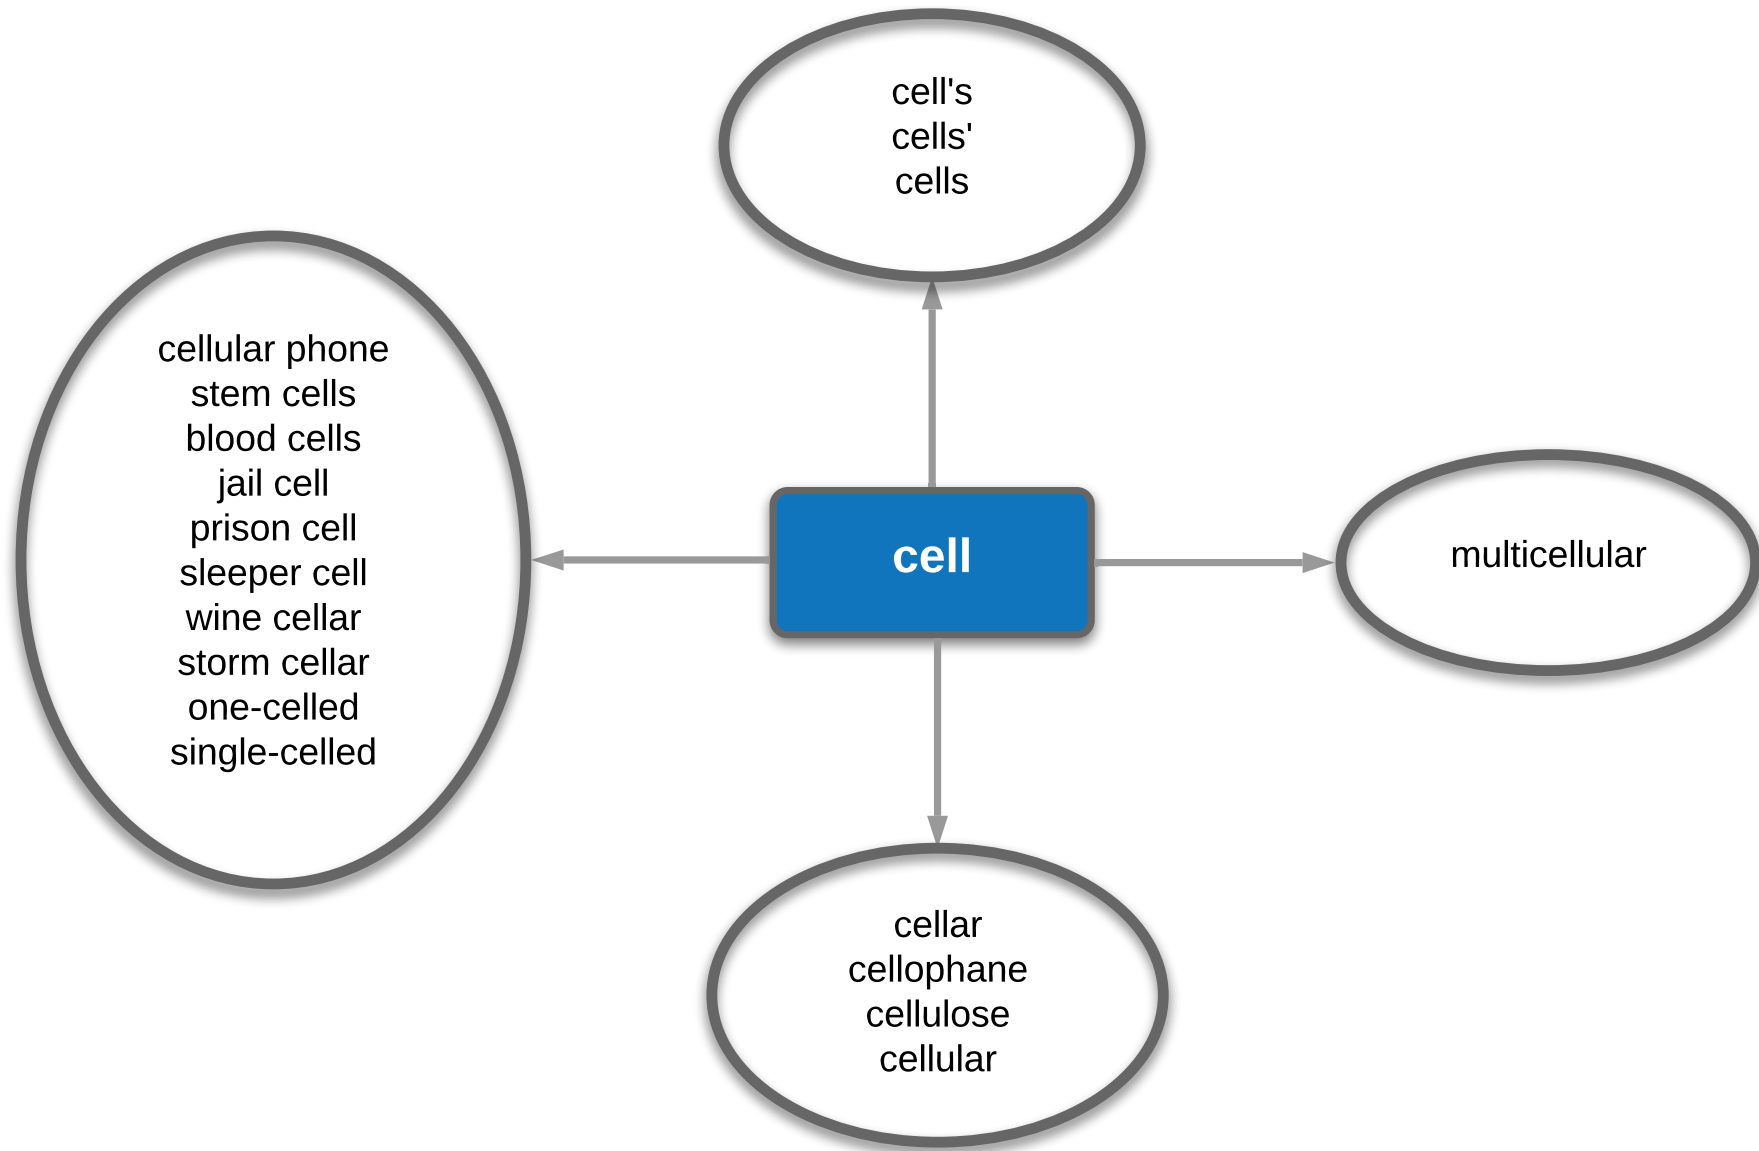 cell's
cells'
cells
cellular phone
stem cells
blood cells
jail cell
prison cell
sleeper cell
wine cellar
storm cellar
one-celled
single-celled
cell
multicellular
cellar
cellophane
cellulose
cellular